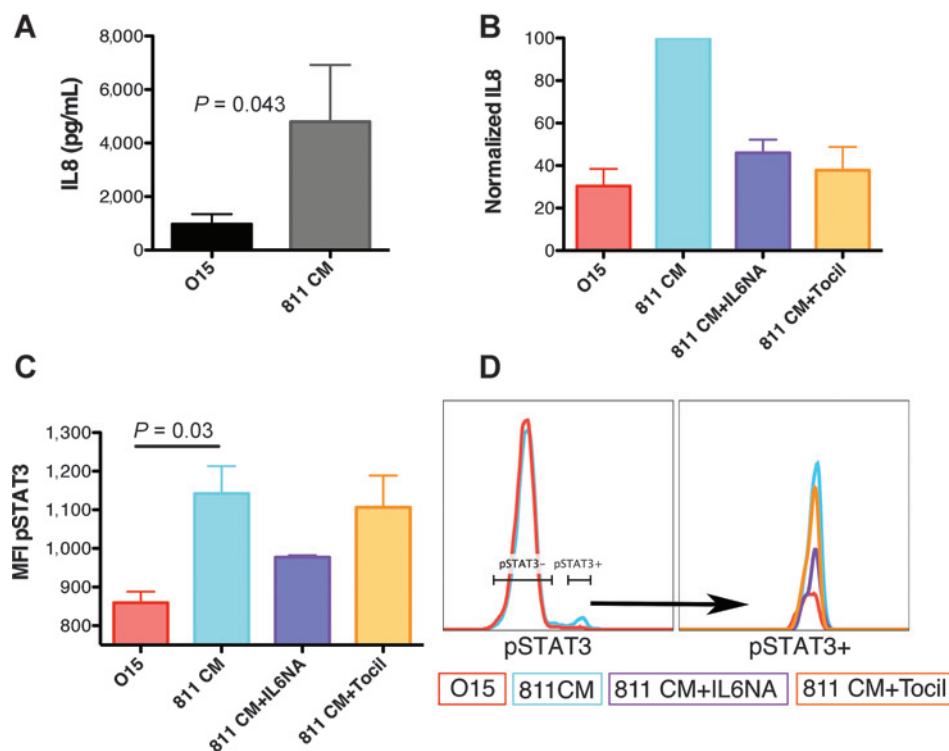 A
IL8 (pg/mL)
8,000
6,000
4,000
2,000
0
P = 0.043
O15
811 CM
B
Normalized IL8
100
80
60
40
20
0
O15
811 CM
811 CM+IL6NA
811 CM+Tocil
C
MFI pSTAT3
1,300
1,200
1,100
1,000
900
800
P = 0.03
O15
811 CM
811 CM+IL6NA
811 CM+Tocil
D
pSTAT3-
pSTAT3+
pSTAT3
pSTAT3+
O15
811CM
811 CM+IL6NA
811 CM+Tocil